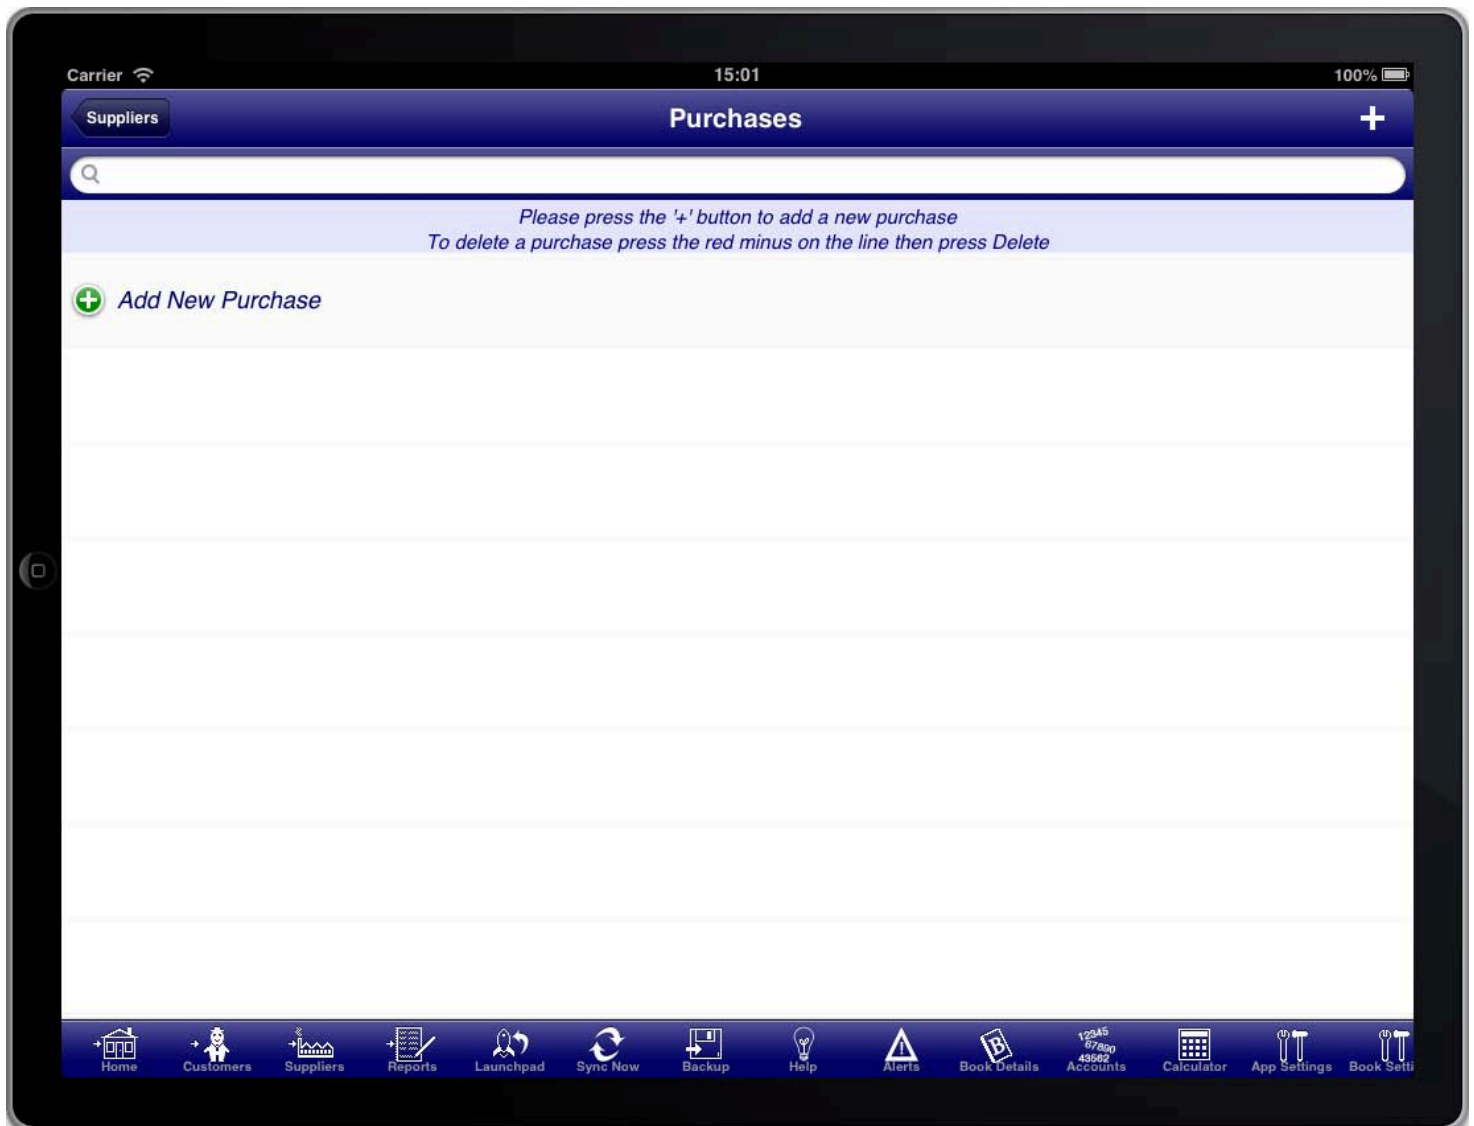 Carrier
15:01
100%
Suppliers
Purchases
+
Please press the '+' button to add a new purchase
To delete a purchase press the red minus on the line then press Delete
Add New Purchase
12345
67890
43562
Home
Customers
Suppliers
Reports
Launchpad
Sync Now
Backup
Help
Alerts
B
Book Details
Accounts
Calculator
App Settings
Book Setti